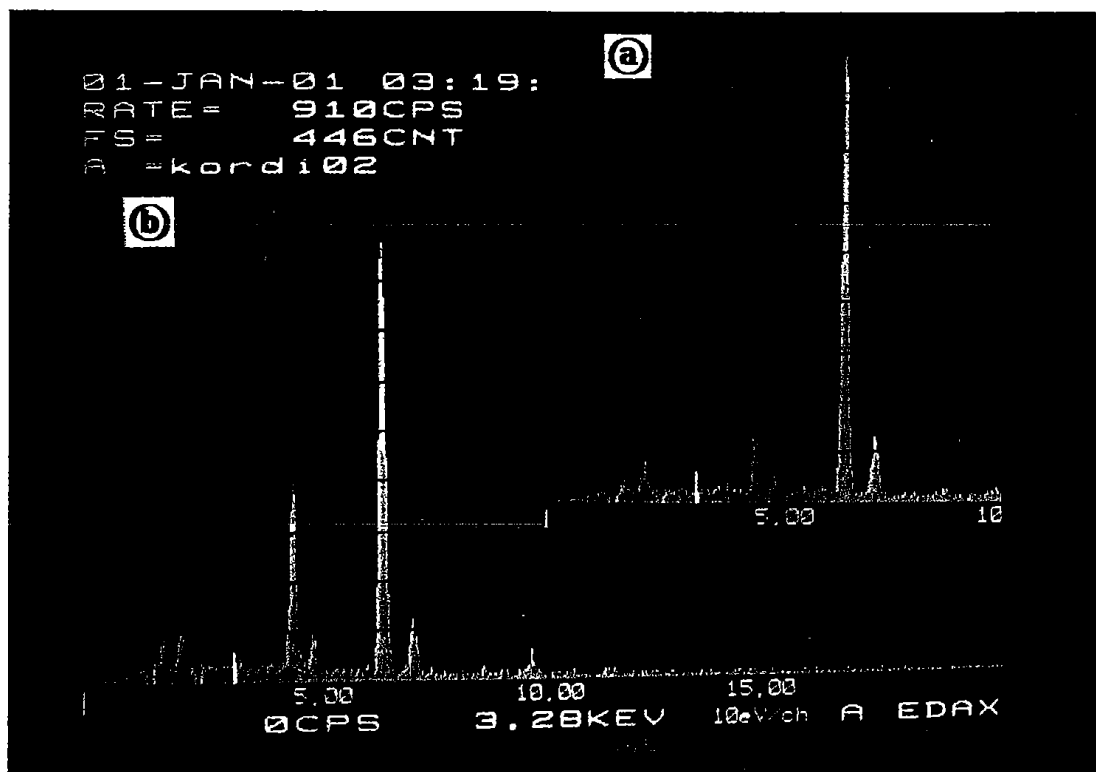 a
01-JAN-01 03:19:
RATE= 910CPS
FS= 446CNT
A =kordi02
b
5.00 10
5.00 10.00 15.00
0CPS 3.28KEV 10eV/ch A EDAX